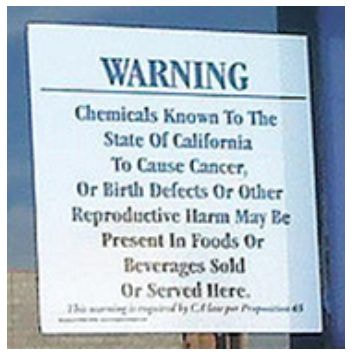 WARNING
Chemicals Known To The
State Of California
To Cause Cancer,
Or Birth Defects Or Other
Reproductive Harm May Be
Present In Foods Or
Beverages Sold
Or Served Here.
This warning is required by CA law per Proposition 65